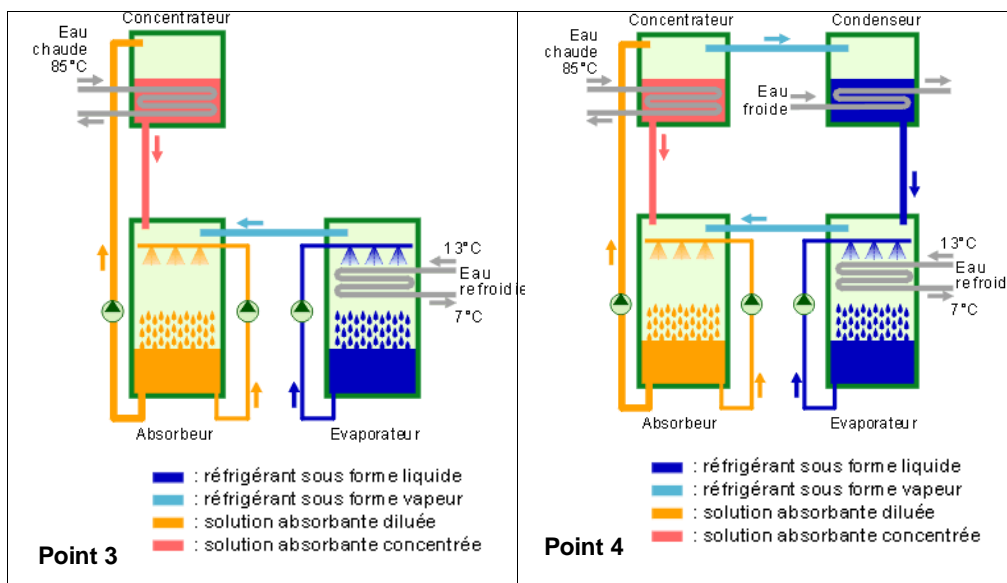 Concentrateur
Eau
chaude
85°C
13°C
Eau
refroidie
7°C
Absorbeur
Evaporateur
: réfrigérant sous forme liquide
: réfrigérant sous forme vapeur
: solution absorbante diluée
: solution absorbante concentrée
Point 3
Concentrateur
Condenseur
Eau
chaude
85°C
Eau
froide
13°C
Eau
refroid
7°C
Absorbeur
Evaporateur
: réfrigérant sous forme liquide
: réfrigérant sous forme vapeur
: solution absorbante diluée
: solution absorbante concentrée
Point 4